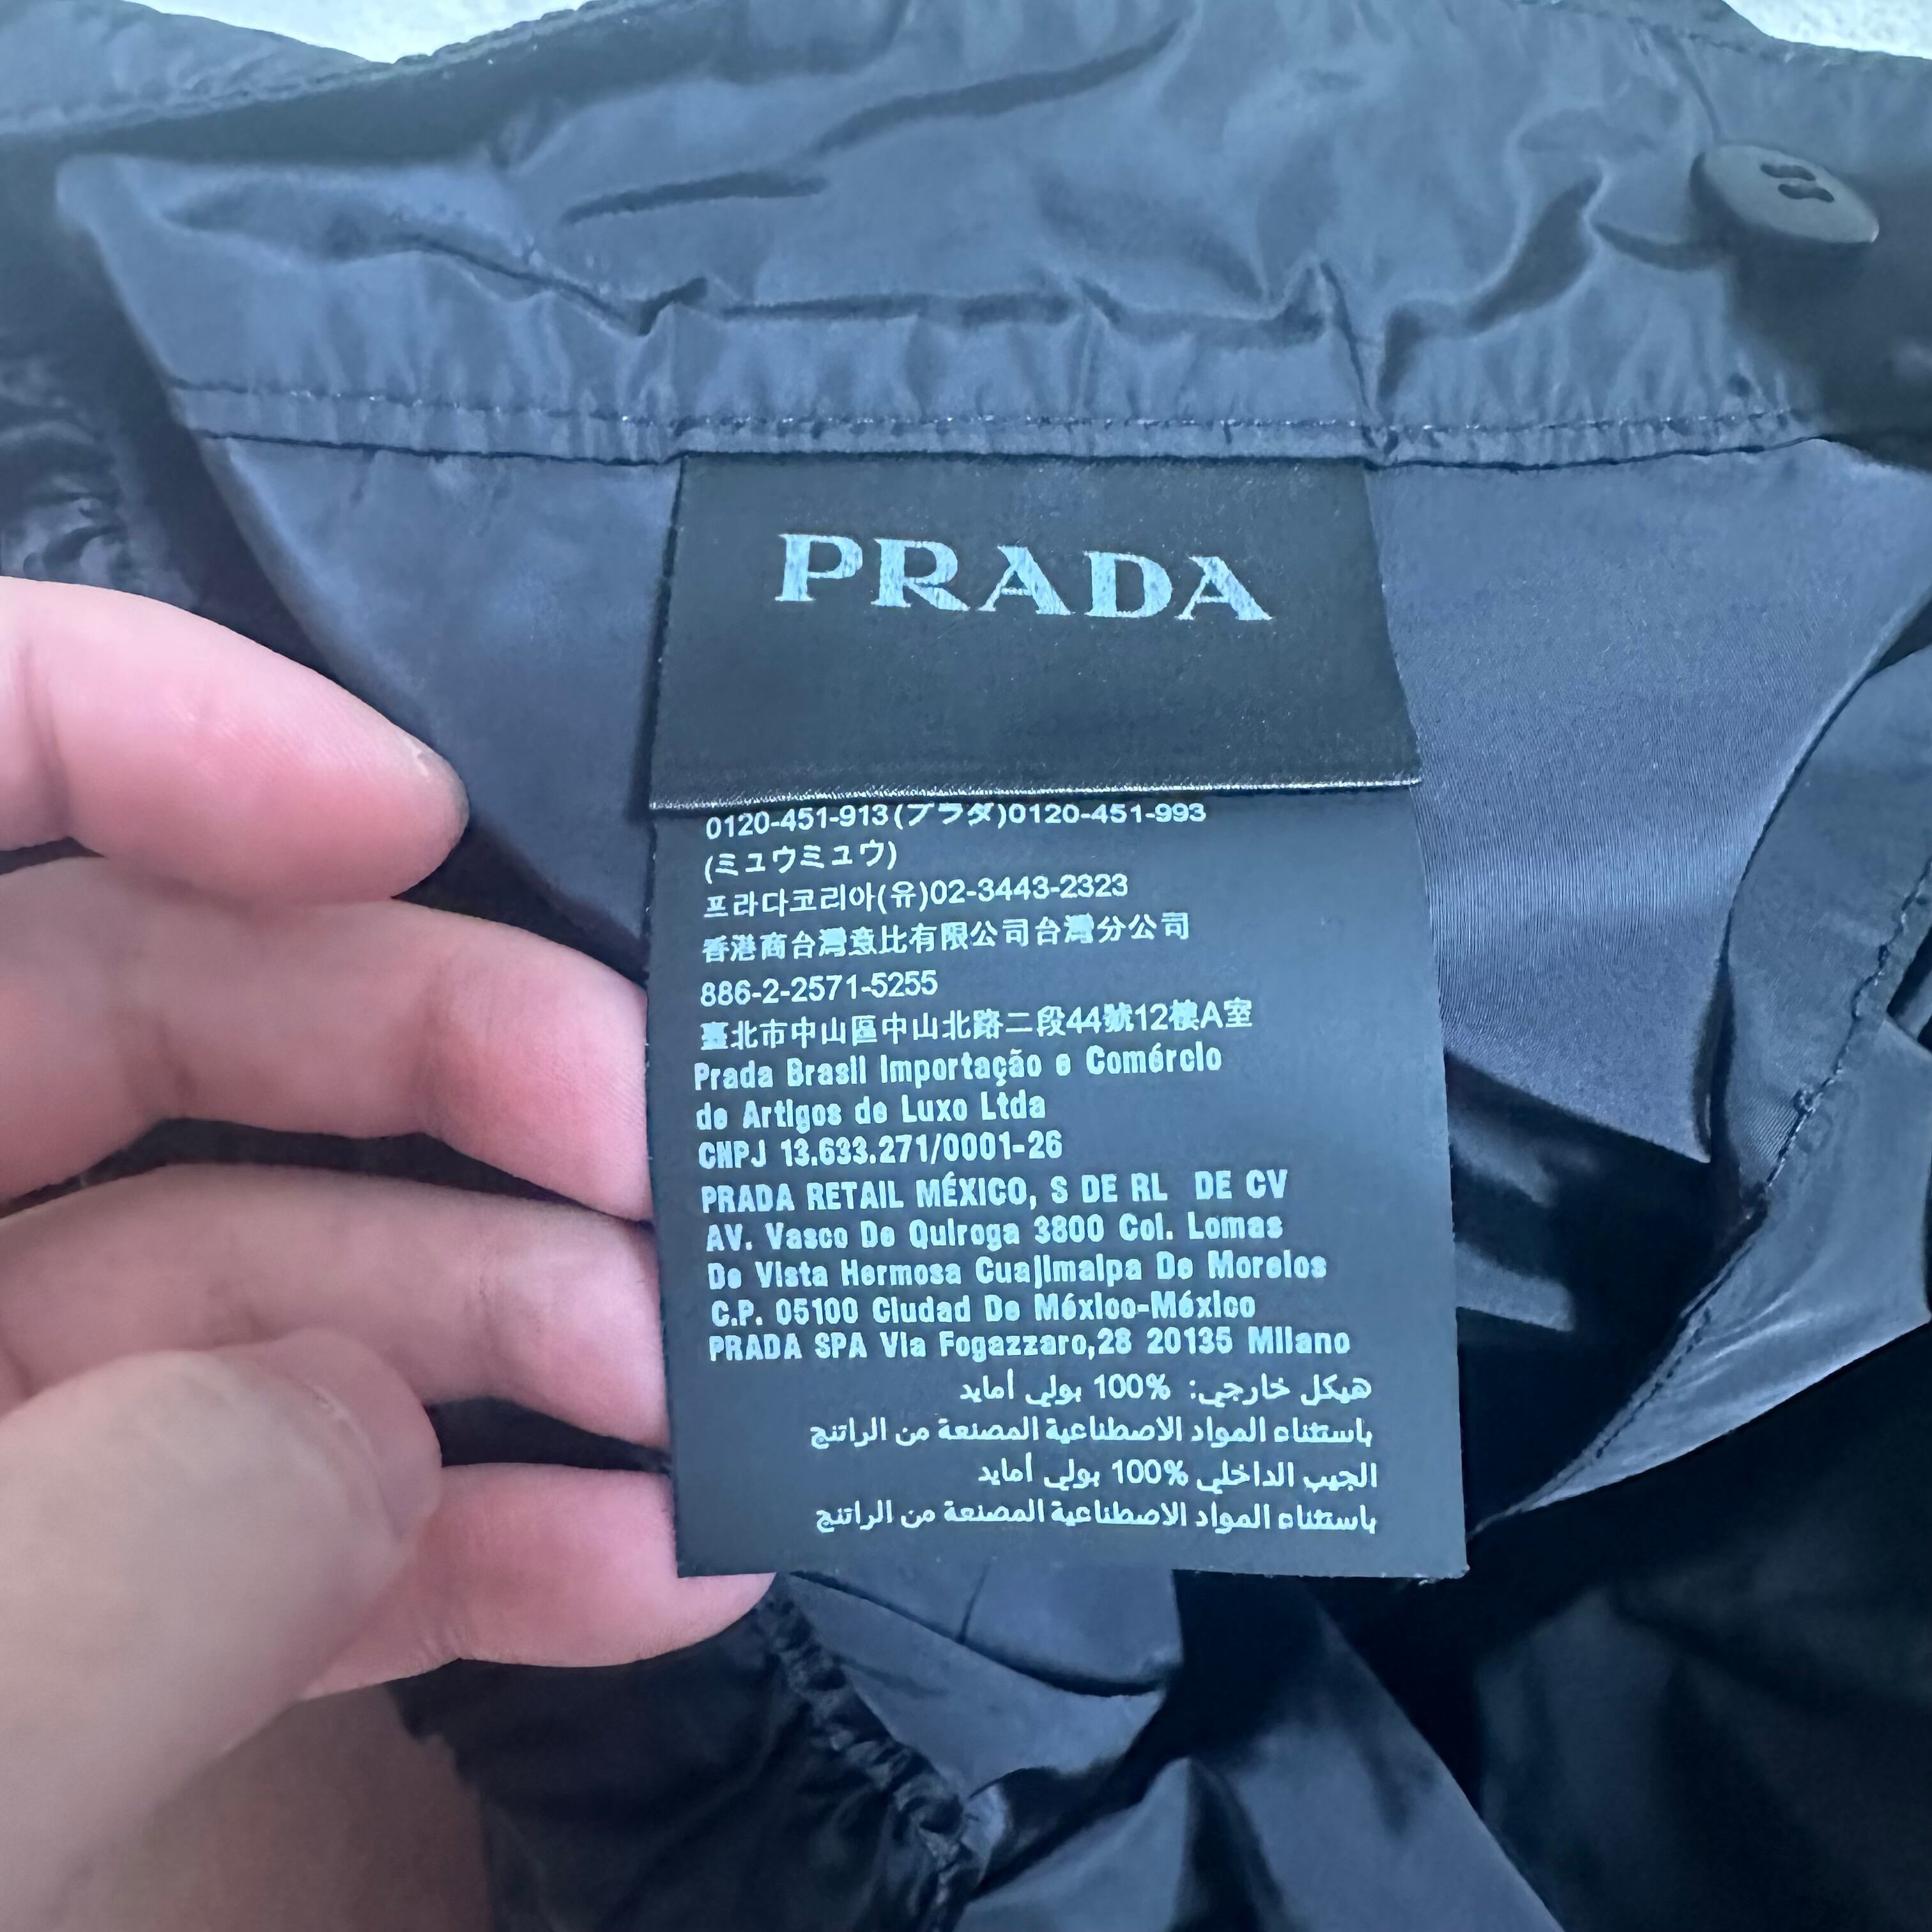 PRADA
0120-451-913(プラダ)0120-451-993
(ミュウミュウ)
프라다코리아(유)02-3443-2323
香港商台灣意比有限公司台灣分公司
886-2-2571-5255
臺北市中山區中山北路二段44號12樓A室
Prada Brasil Importação e Comércio
de Artigos de Luxo Ltda
CNPJ 13.633.271/0001-26
PRADA RETAIL MÉXICO, S DE RL DE CV
AV. Vasco De Quiroga 3800 Col. Lomas
De Vista Hermosa Cuajimalpa De Morelos
C.P. 05100 Ciudad De México-México
PRADA SPA Via Fogazzaro,28 20135 Milano
هيكل خارجي: %100 بولي أمايد
باستثناء المواد الاصطناعية المصنعة من الراتنج
الجيب الداخلي %100 بولي أمايد
باستثناء المواد الاصطناعية المصنعة من الراتنج